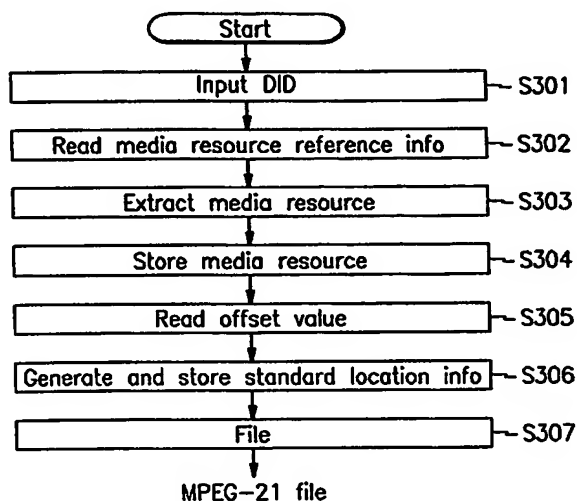 Start
Input DID S301
Read media resource reference info S302
Extract media resource S303
Store media resource S304
Read offset value S305
Generate and store standard location info S306
File S307
MPEG-21 file